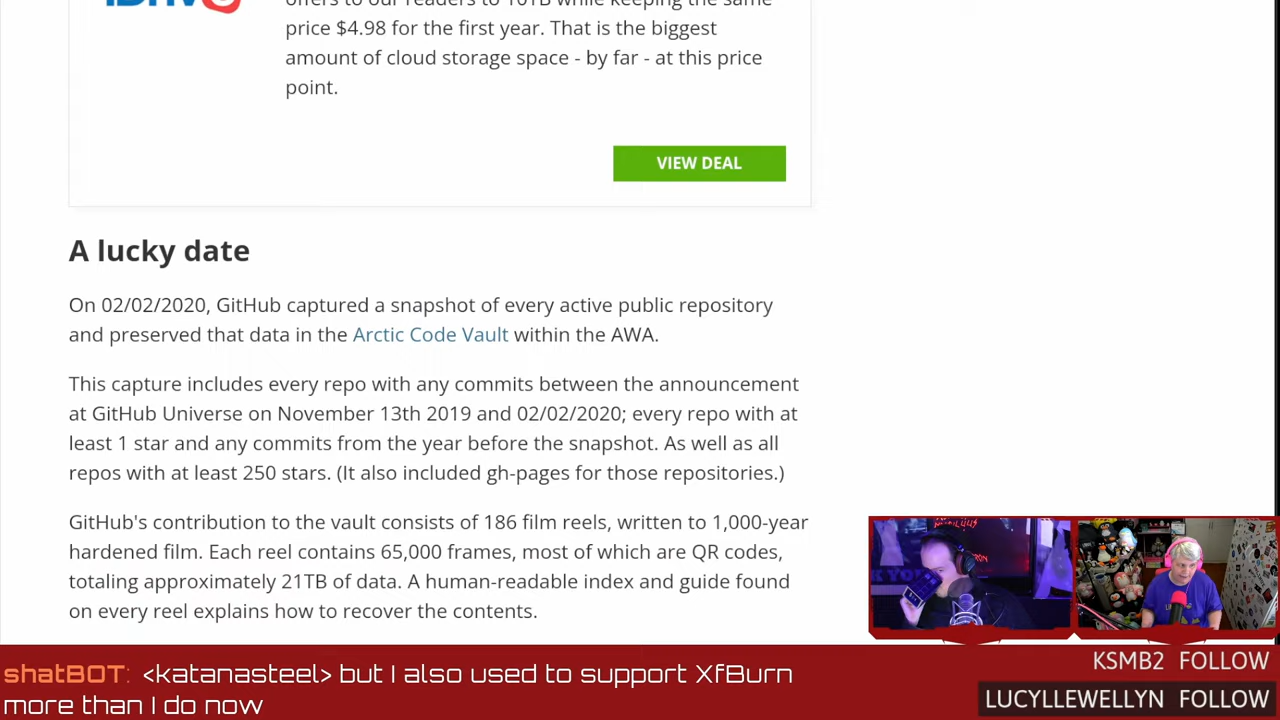 offers to our readers to 10TB while keeping the same
price $4.98 for the first year. That is the biggest
amount of cloud storage space - by far - at this price
point.
VIEW DEAL
A lucky date
On 02/02/2020, GitHub captured a snapshot of every active public repository
and preserved that data in the Arctic Code Vault within the AWA.
This capture includes every repo with any commits between the announcement
at GitHub Universe on November 13th 2019 and 02/02/2020; every repo with at
least 1 star and any commits from the year before the snapshot. As well as all
repos with at least 250 stars. (It also included gh-pages for those repositories.)
GitHub's contribution to the vault consists of 186 film reels, written to 1,000-year
hardened film. Each reel contains 65,000 frames, most of which are QR codes,
totaling approximately 21TB of data. A human-readable index and guide found
on every reel explains how to recover the contents.
shatBOT: <katanasteel> but I also used to support XfBurn
more than I do now
KSMB2 FOLLOW
LUCYLLEWELLYN FOLLOW